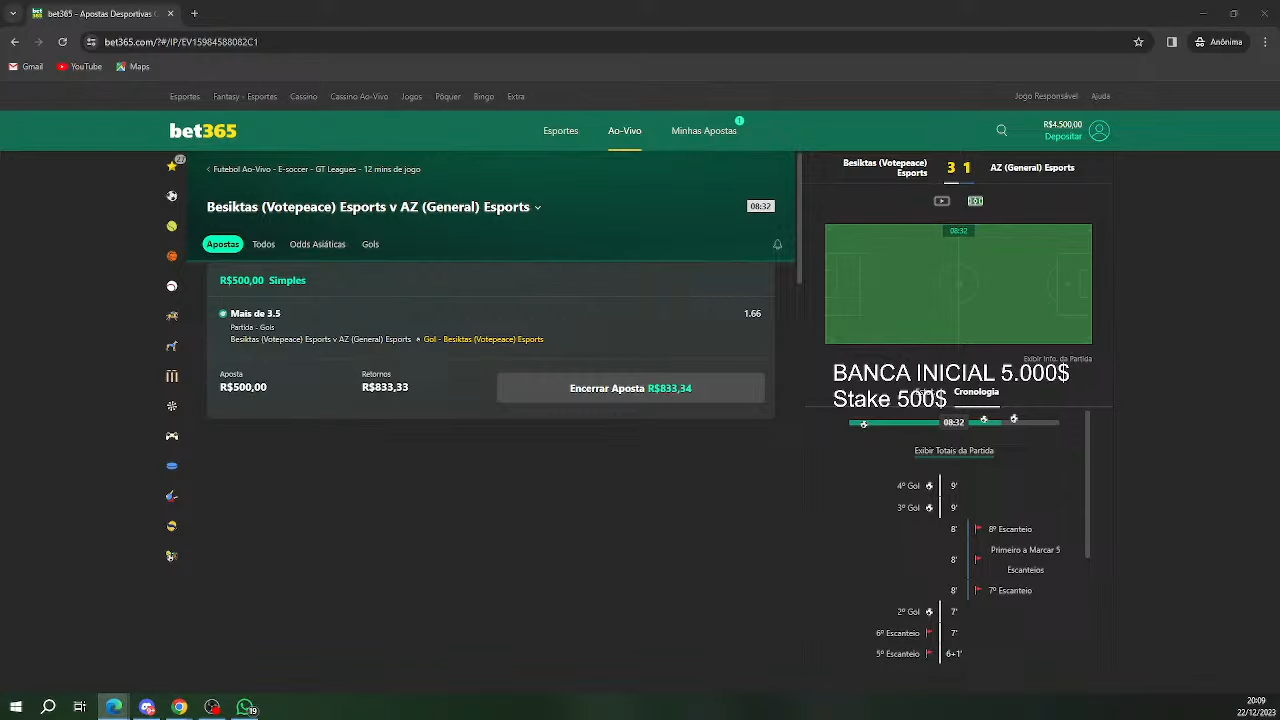 bet365 - Apostas Desportivas
bet365.com/?#/IP/EV15984588082C1
Anônima
Gmail
YouTube
Maps
Esportes
Fantasy - Esportes
Cassino
Cassino Ao-Vivo
Jogos
Pôquer
Bingo
Extra
Jogo Responsável
Ajuda
bet365
Esportes
Ao-Vivo
Minhas Apostas
1
R$4.500,00
Depositar
Futebol Ao-Vivo - E-soccer - GT Leagues - 12 mins de jogo
Besiktas (Votepeace) Esports v AZ (General) Esports
08:32
Apostas
Todos
Odds Asiáticas
Gols
R$500,00 Simples
Mais de 3.5
1.66
Partida - Gols
Besiktas (Votepeace) Esports v AZ (General) Esports
Gol - Besiktas (Votepeace) Esports
Aposta
Retornos
R$500,00
R$833,33
Encerrar Aposta R$833,34
Besiktas (Votepeace)
Esports
3 1
AZ (General) Esports
08:32
Exibir Info. da Partida
BANCA INICIAL 5.000$
Stake 500$
Cronologia
08:32
Exibir Totais da Partida
4º Gol 9'
3º Gol 9'
8' 8º Escanteio
8' Primeiro a Marcar 5
Escanteios
8' 7º Escanteio
2º Gol 7'
6º Escanteio 7'
5º Escanteio 6+1'
19
20:09
22/12/2023